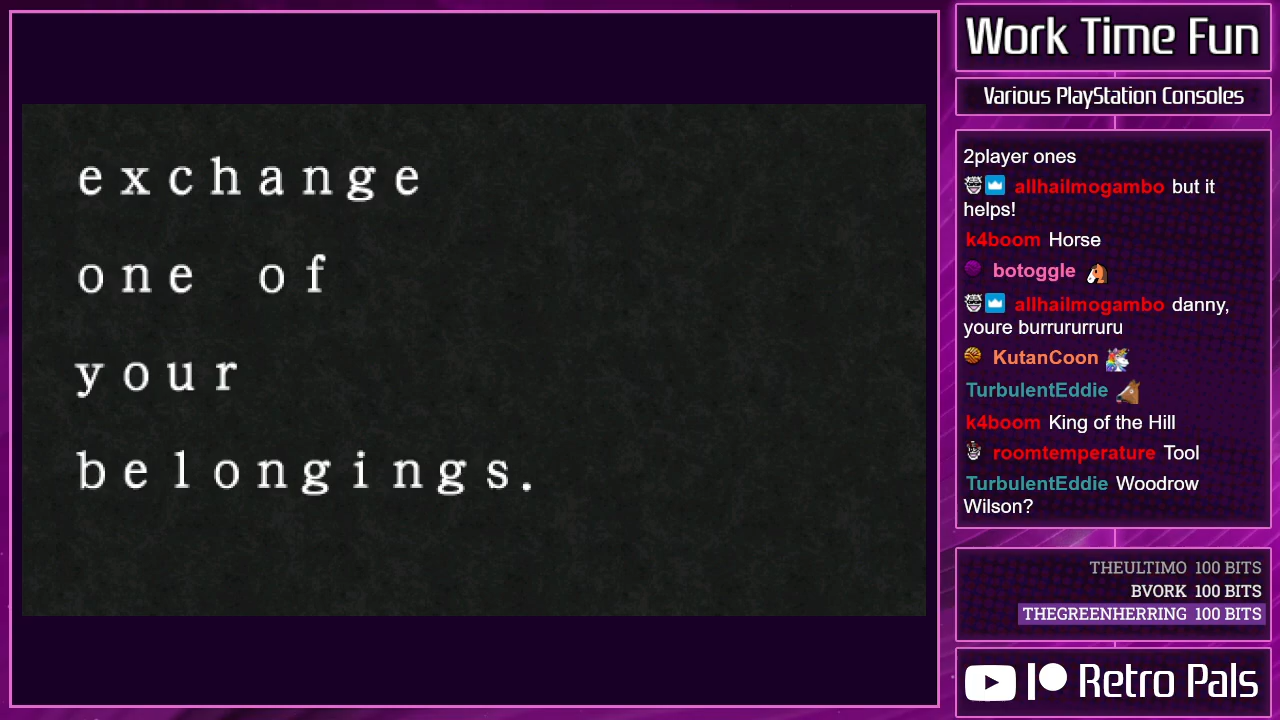 exchange
one of
your
belongings.
Work Time Fun
Various PlayStation Consoles
2player ones
allhailmogambo but it
helps!
k4boom Horse
botoggle
allhailmogambo danny,
youre burrururruru
KutanCoon
TurbulentEddie
k4boom King of the Hill
roomtemperature Tool
TurbulentEddie Woodrow
Wilson?
THEULTIMO 100 BITS
BVORK 100 BITS
THEGREENHERRING 100 BITS
Retro Pals